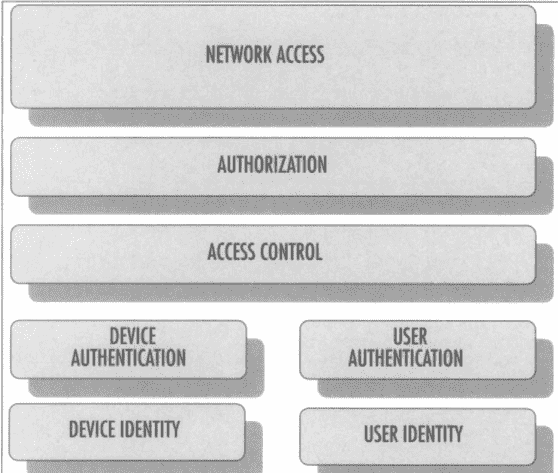 NETWORK ACCESS
AUTHORIZATION
ACCESS CONTROL
DEVICE
AUTHENTICATION
USER
AUTHENTICATION
DEVICE IDENTITY
USER IDENTITY